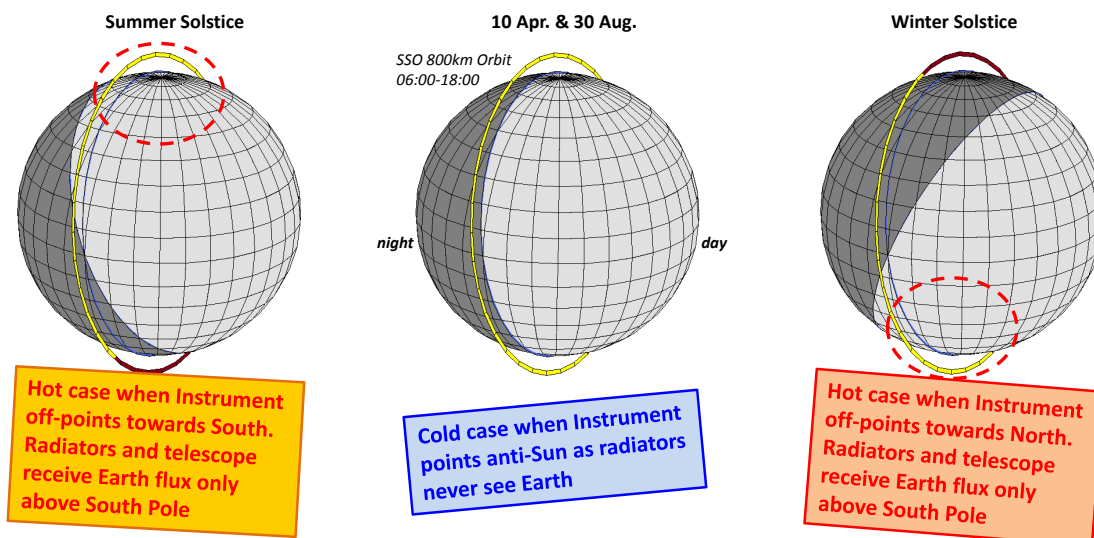 Summer Solstice
10 Apr. & 30 Aug.
Winter Solstice
SSO 800km Orbit
06:00-18:00
night
day
Hot case when Instrument
off-points towards South.
Radiators and telescope
receive Earth flux only
above South Pole
Cold case when Instrument
points anti-Sun as radiators
never see Earth
Hot case when Instrument
off-points towards North.
Radiators and telescope
receive Earth flux only
above South Pole